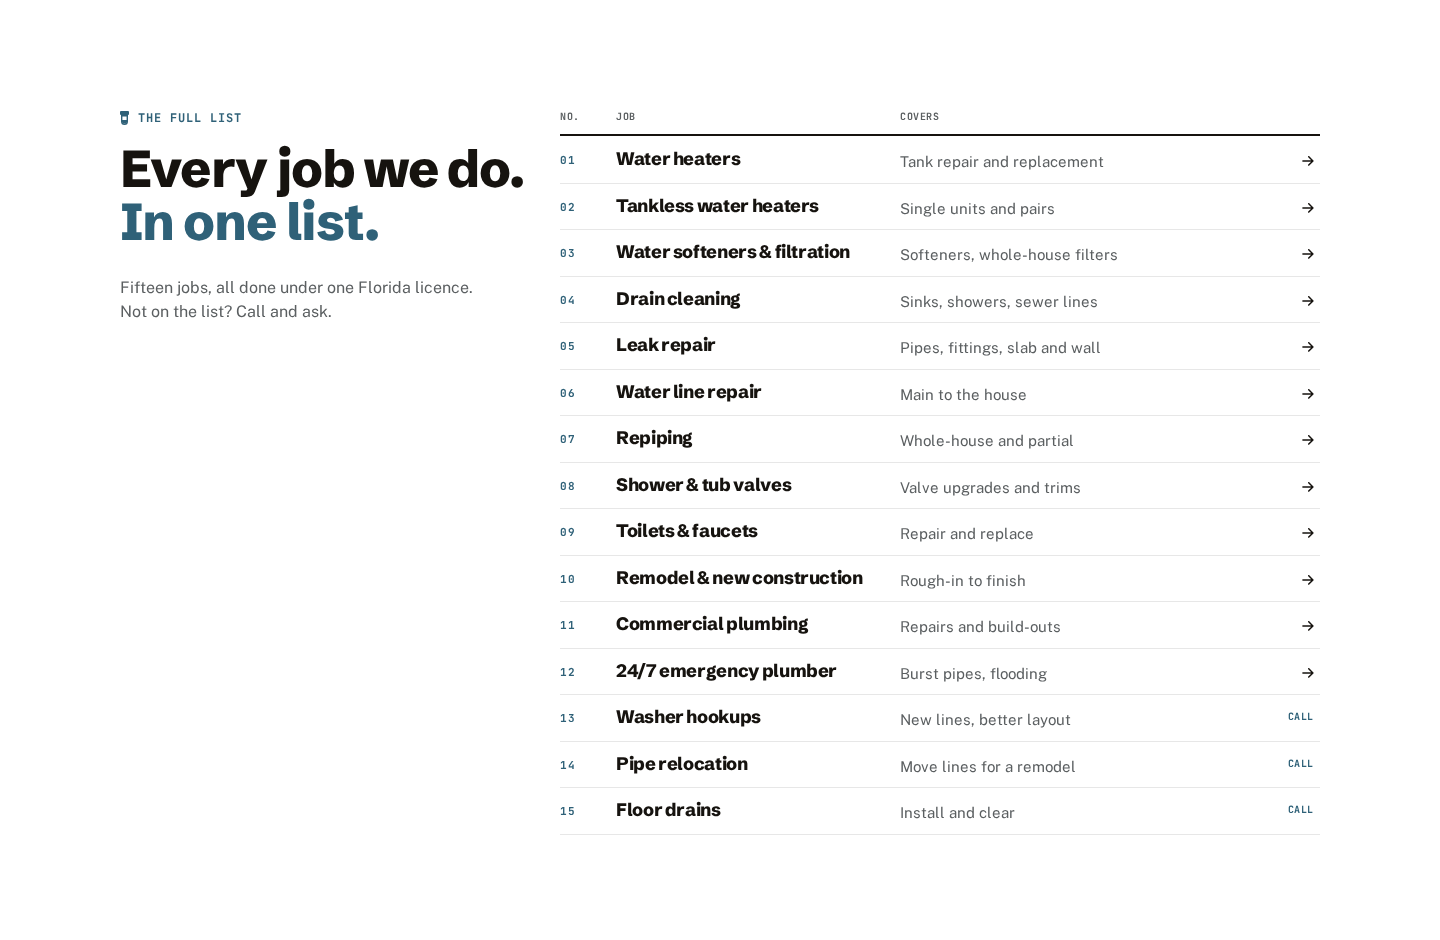 THE FULL LIST
Every job we do.
In one list.
Fifteen jobs, all done under one Florida licence.
Not on the list? Call and ask.
NO. JOB COVERS
01 Water heaters Tank repair and replacement →
02 Tankless water heaters Single units and pairs →
03 Water softeners & filtration Softeners, whole-house filters →
04 Drain cleaning Sinks, showers, sewer lines →
05 Leak repair Pipes, fittings, slab and wall →
06 Water line repair Main to the house →
07 Repiping Whole-house and partial →
08 Shower & tub valves Valve upgrades and trims →
09 Toilets & faucets Repair and replace →
10 Remodel & new construction Rough-in to finish →
11 Commercial plumbing Repairs and build-outs →
12 24/7 emergency plumber Burst pipes, flooding →
13 Washer hookups New lines, better layout CALL
14 Pipe relocation Move lines for a remodel CALL
15 Floor drains Install and clear CALL